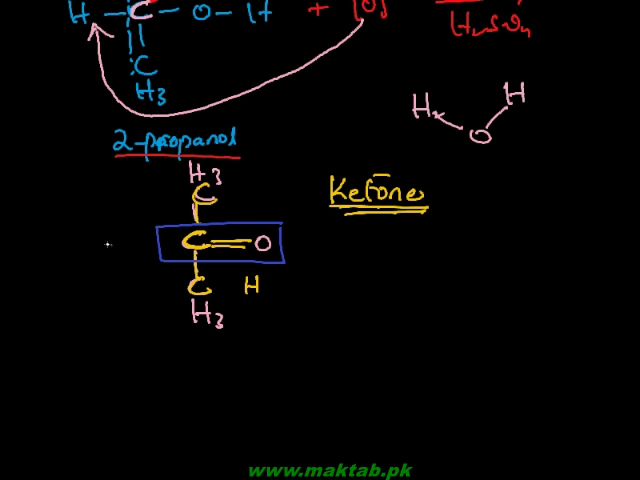 H — C — O — H + [O]
H₂SO₄
C
H3
H H
O
2-propanol
H3
C
Ketone
C = O
C H
H3
www.maktab.pk